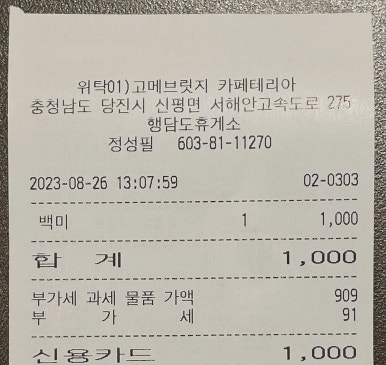 위탁01)고메브릿지 카페테리아
충청남도 당진시 신평면 서해안고속도로 275
행담도휴게소
정성필 603-81-11270
2023-08-26 13:07:59 02-0303
백미 1 1,000
합 계 1,000
부가세 과세 물품 가액 909
부 가 세 91
신용카드 1,000